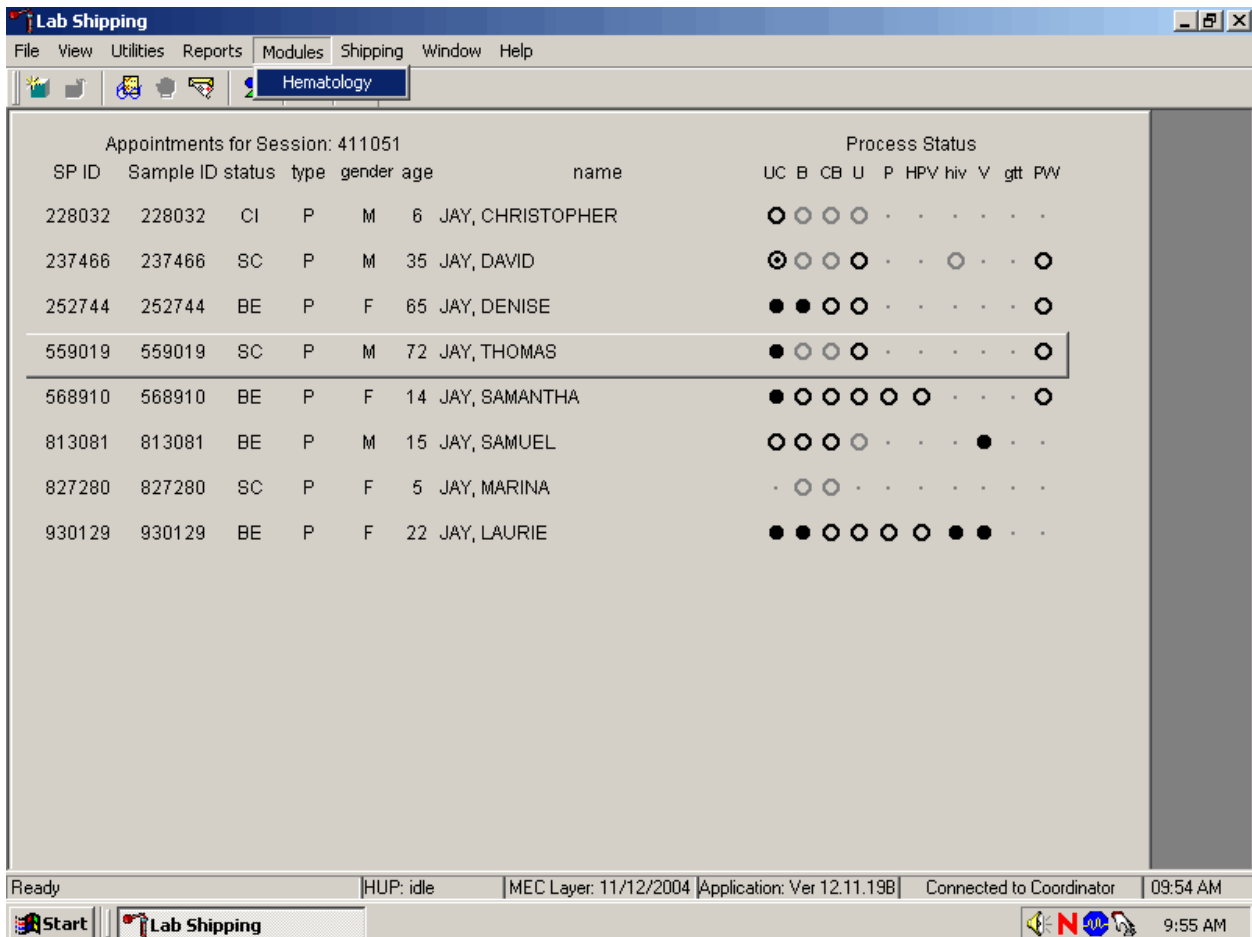 Lab Shipping
File View Utilities Reports Modules Shipping Window Help
Hematology
Appointments for Session: 411051 Process Status
SP ID Sample ID status type gender age name UC B CB U P HPV hiv V gtt PW
228032 228032 CI P M 6 JAY, CHRISTOPHER
237466 237466 SC P M 35 JAY, DAVID
252744 252744 BE P F 65 JAY, DENISE
559019 559019 SC P M 72 JAY, THOMAS
568910 568910 BE P F 14 JAY, SAMANTHA
813081 813081 BE P M 15 JAY, SAMUEL
827280 827280 SC P F 5 JAY, MARINA
930129 930129 BE P F 22 JAY, LAURIE
Ready HUP: idle MEC Layer: 11/12/2004 Application: Ver 12.11.19B Connected to Coordinator 09:54 AM
Start Lab Shipping N 9:55 AM